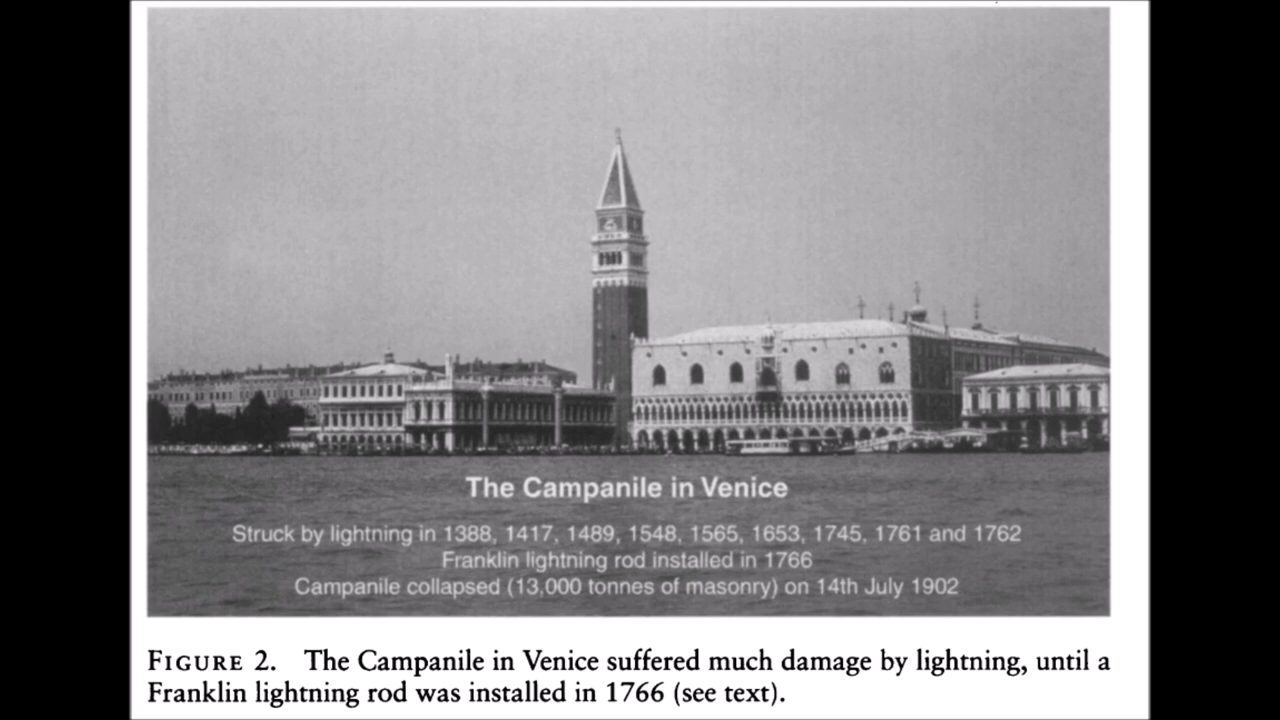 The Campanile in Venice
Struck by lightning in 1388, 1417, 1489, 1548, 1565, 1653, 1745, 1761 and 1762
Franklin lightning rod installed in 1766
Campanile collapsed (13,000 tonnes of masonry) on 14th July 1902
FIGURE 2. The Campanile in Venice suffered much damage by lightning, until a
Franklin lightning rod was installed in 1766 (see text).